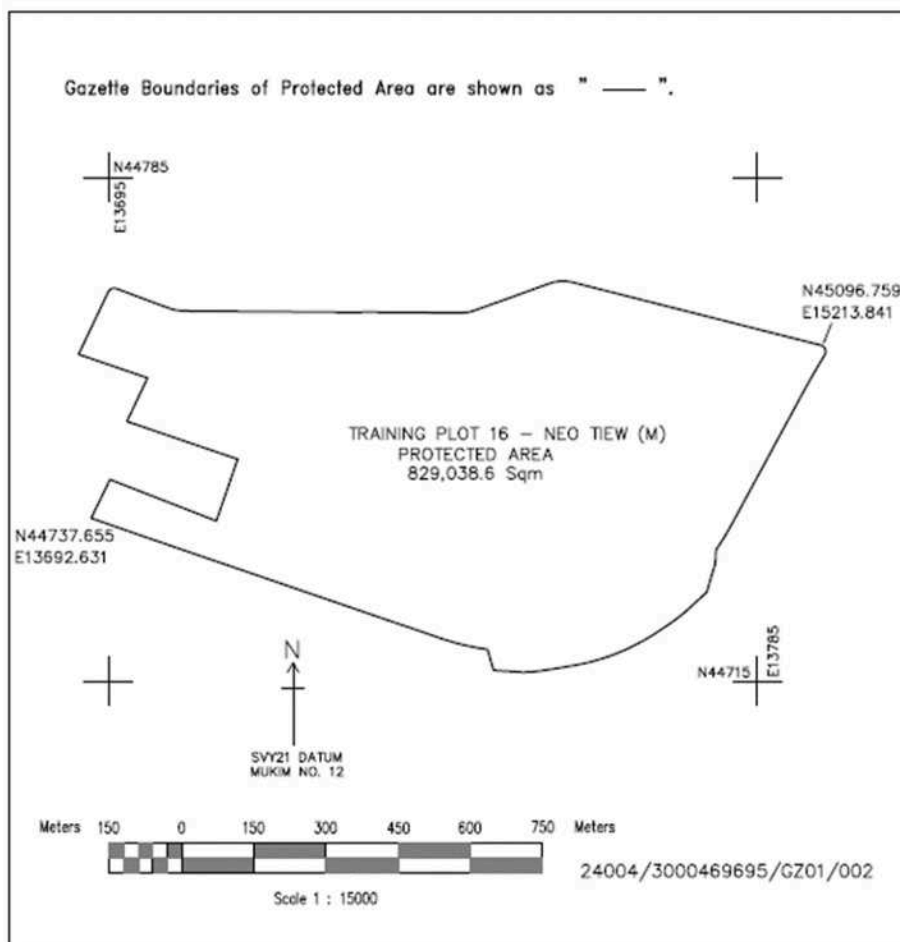 Gazette Boundaries of Protected Area are shown as " —— ".
N44785
E13695
N45096.759
E15213.841
TRAINING PLOT 16 – NEO TIEW (M)
PROTECTED AREA
829,038.6 Sqm
N44737.655
E13692.631
N
N44715
E13785
SVY21 DATUM
MUKIM NO. 12
Meters 150 0 150 300 450 600 750 Meters
24004/3000469695/GZ01/002
Scale 1 : 15000